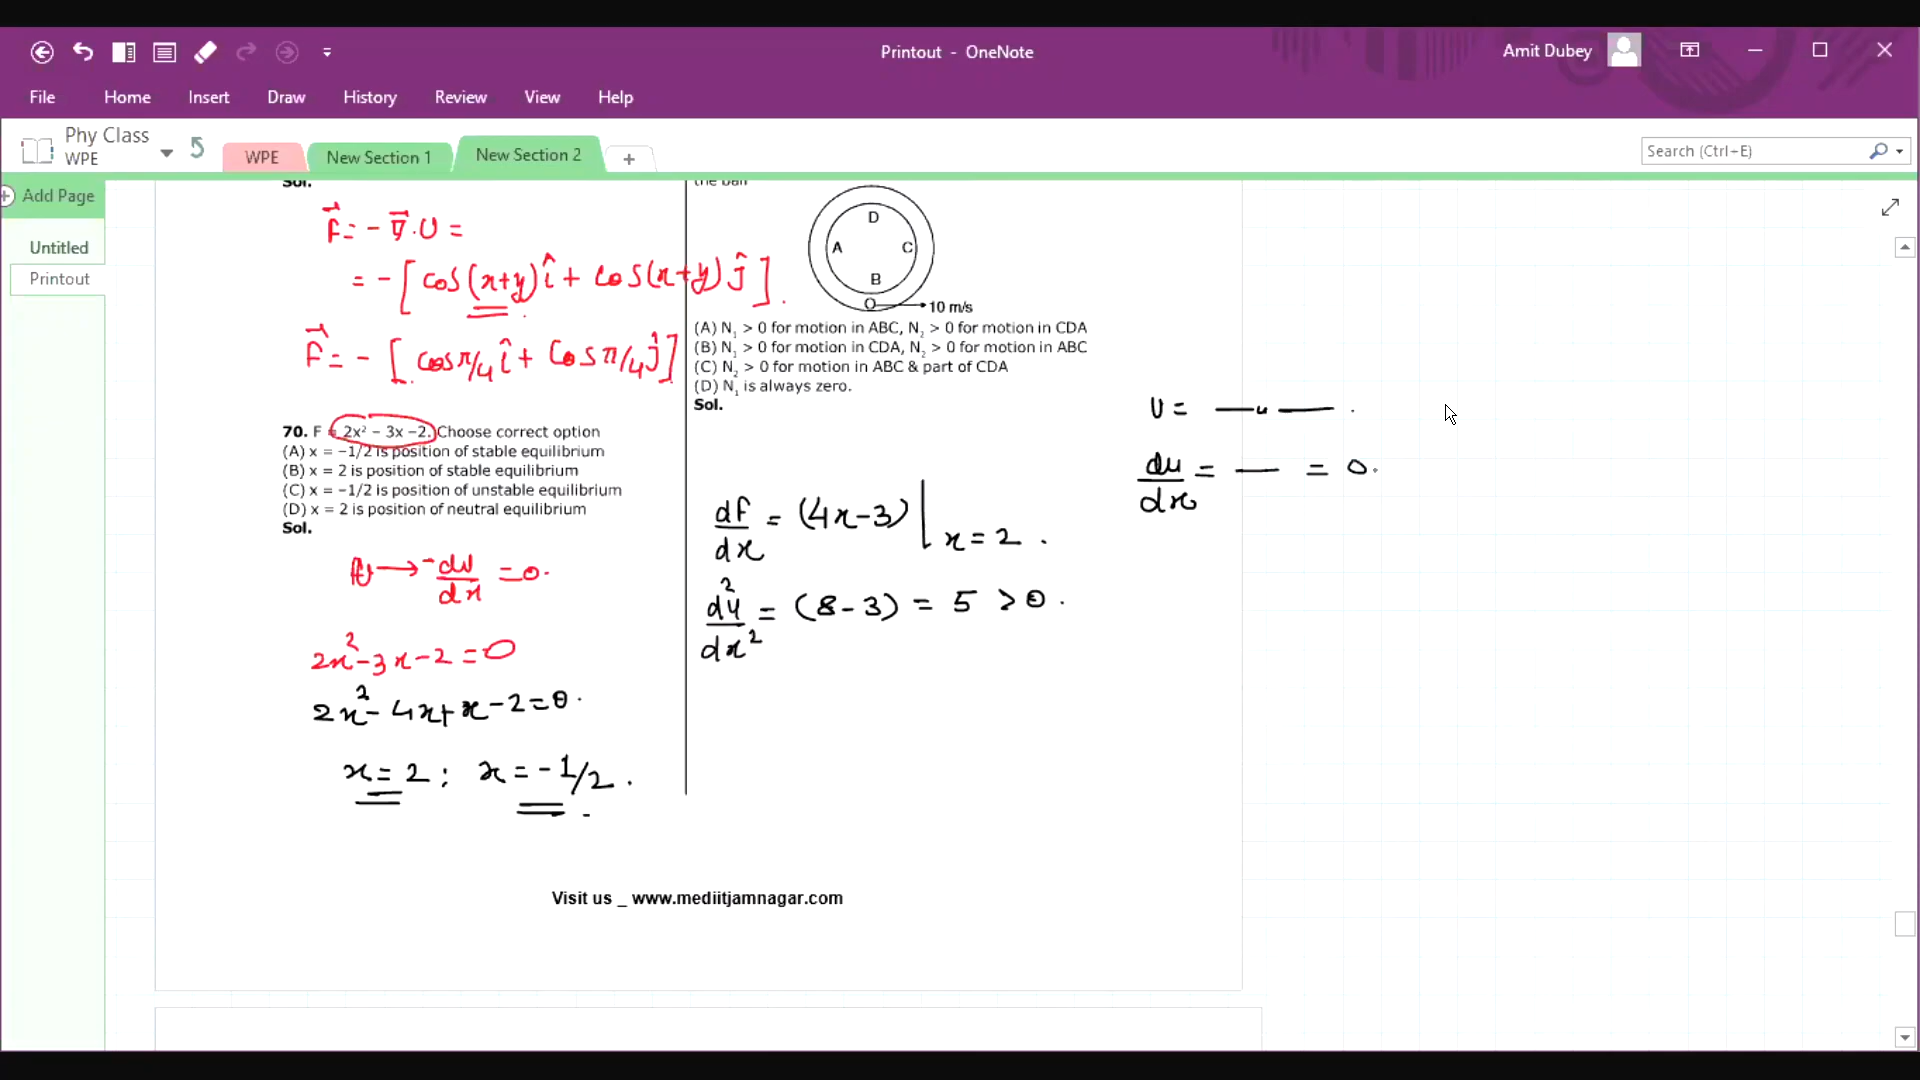 Printout - OneNote
Amit Dubey
File Home Insert Draw History Review View Help
Phy Class
WPE
WPE New Section 1 New Section 2 +
Search (Ctrl+E)
Add Page
Untitled
Printout
Sol.
F⃗ = - ∇⃗.U =
= - [cos(x+y)î + cos(x+y)ĵ].
F⃗ = - [cosπ/4 î + cosπ/4 ĵ]
70. F = 2x² – 3x –2. Choose correct option
(A) x = –1/2 is position of stable equilibrium
(B) x = 2 is position of stable equilibrium
(C) x = –1/2 is position of unstable equilibrium
(D) x = 2 is position of neutral equilibrium
Sol.
→ -du/dx = 0.
2x²-3x-2=0
2x²-4x+x-2=0.
x=2; x=-1/2.
the ball
D
A C
B
O 10 m/s
(A) N₁ > 0 for motion in ABC, N₂ > 0 for motion in CDA
(B) N₁ > 0 for motion in CDA, N₂ > 0 for motion in ABC
(C) N₂ > 0 for motion in ABC & part of CDA
(D) N₁ is always zero.
Sol.
df/dx = (4x-3)| x=2.
d²u/dx² = (8-3) = 5 >0.
U = —"—.
du/dx = — = 0.
Visit us _ www.mediitjamnagar.com